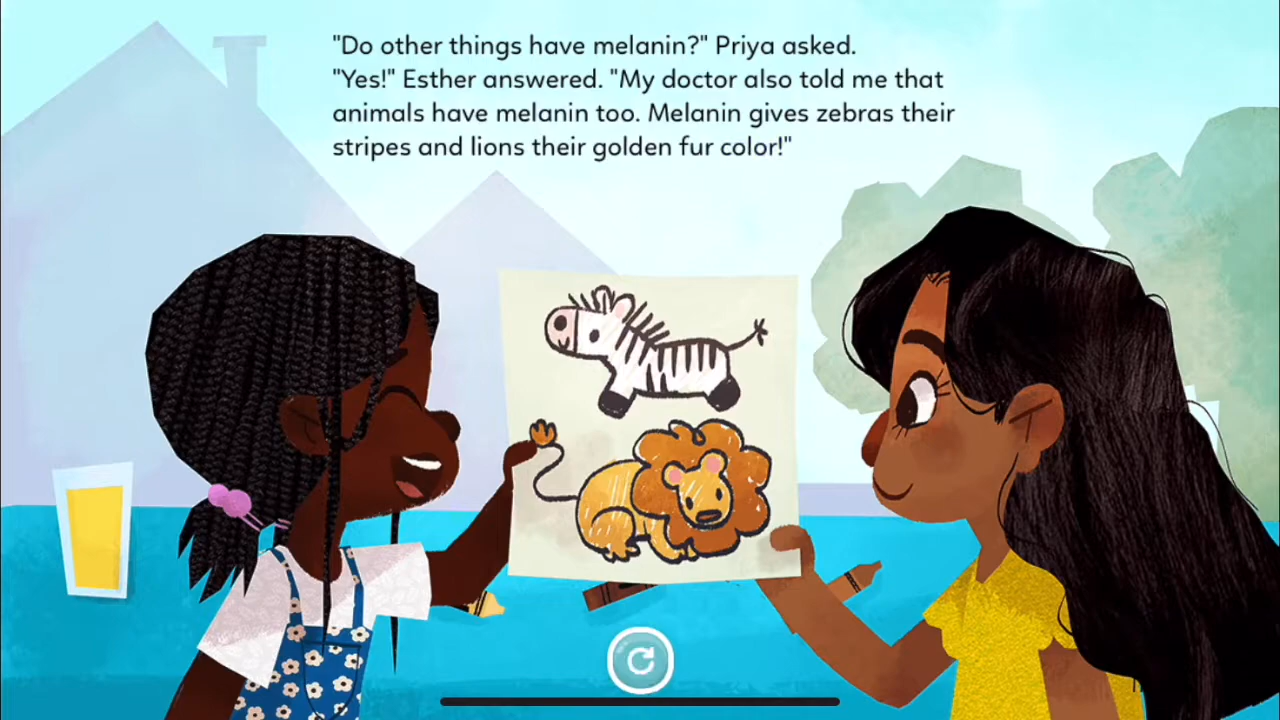 "Do other things have melanin?" Priya asked.
"Yes!" Esther answered. "My doctor also told me that
animals have melanin too. Melanin gives zebras their
stripes and lions their golden fur color!"